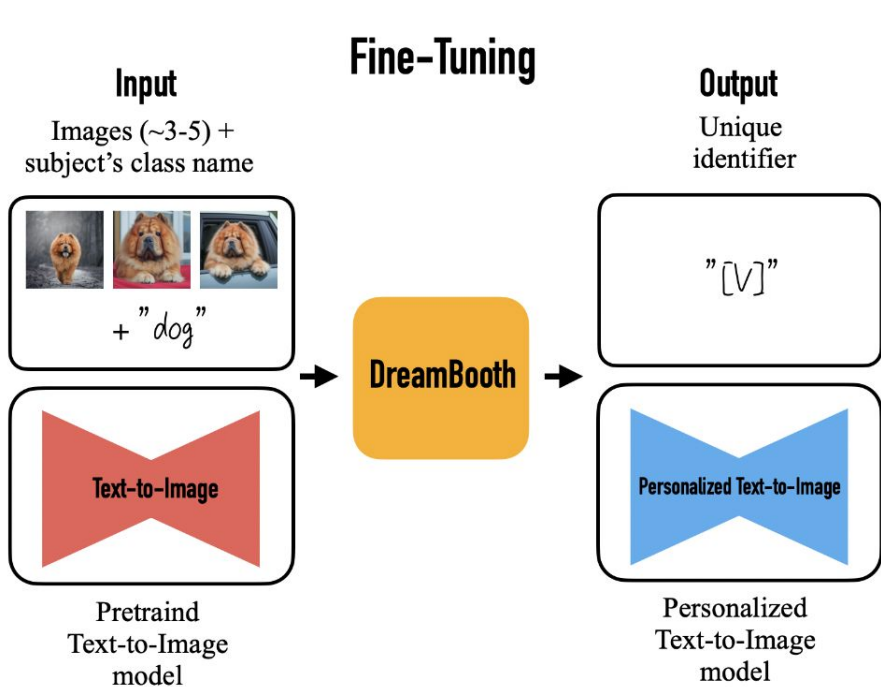 Fine-Tuning
Input
Images (~3-5) +
subject's class name
+ "dog"
Text-to-Image
Pretraind
Text-to-Image
model
DreamBooth
Output
Unique
identifier
"[V]"
Personalized Text-to-Image
Personalized
Text-to-Image
model